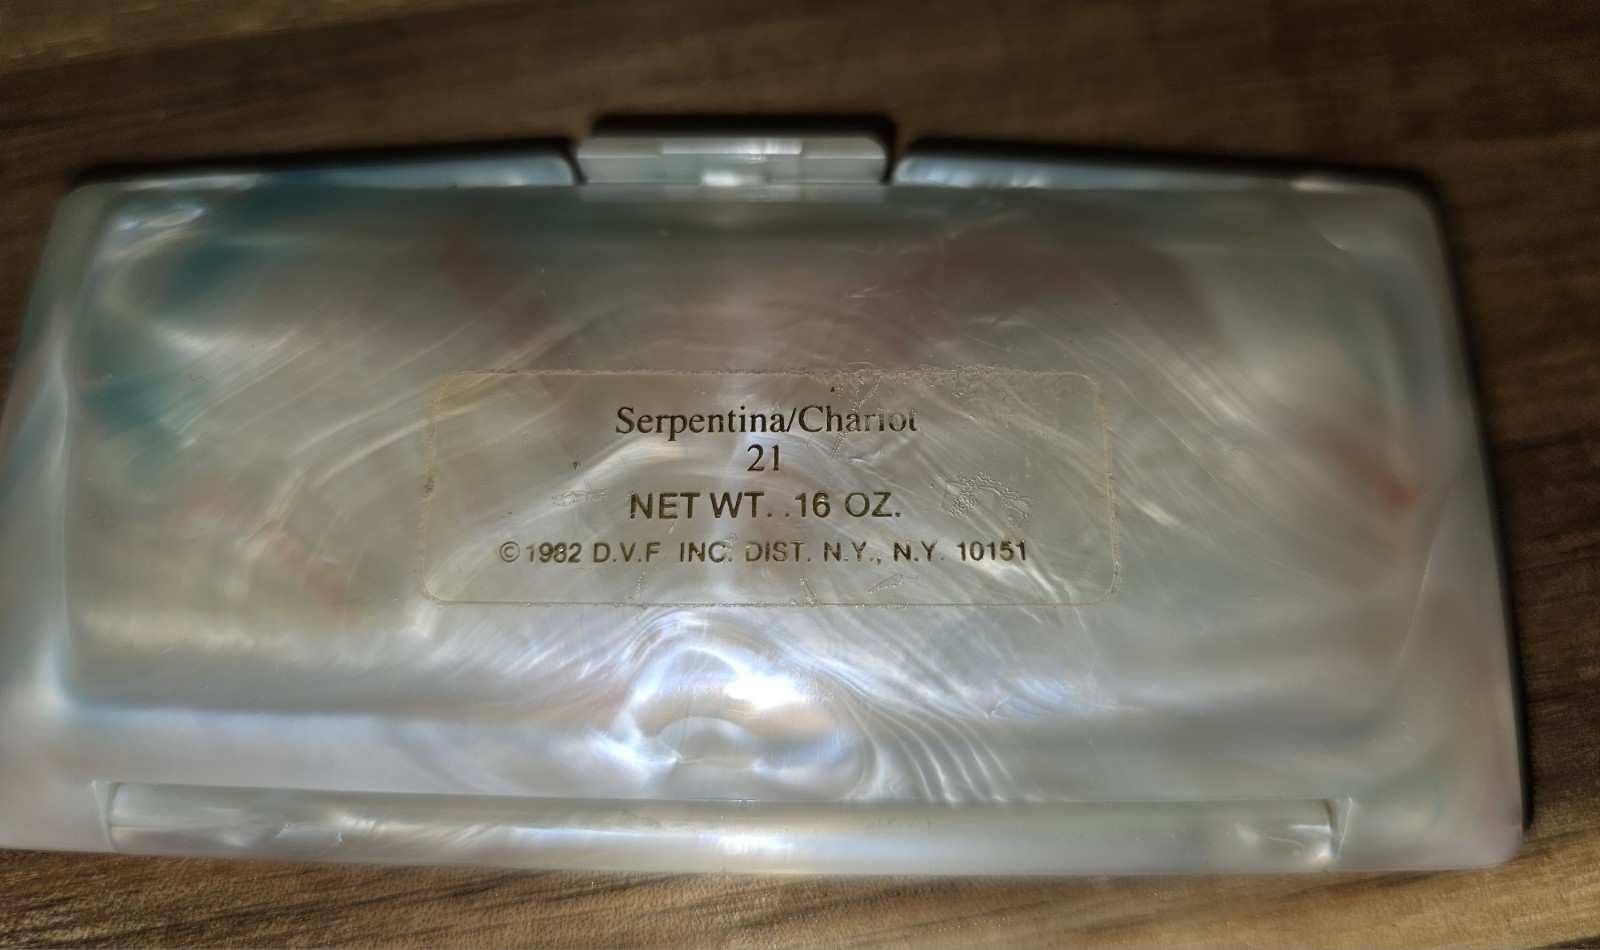 Serpentina/Chariot
21
NET WT. .16 OZ.
©1982 D.V.F. INC. DIST. N.Y., N.Y. 10151